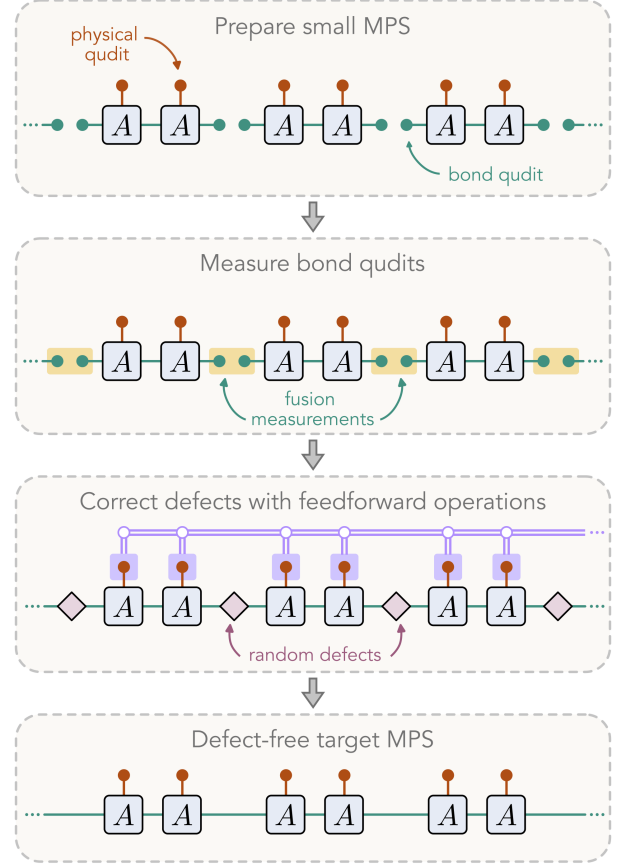 Prepare small MPS
physical
qudit
A A A A A A
bond qudit
Measure bond qudits
A A A A A A
fusion
measurements
Correct defects with feedforward operations
A A A A A A
random defects
Defect-free target MPS
A A A A A A